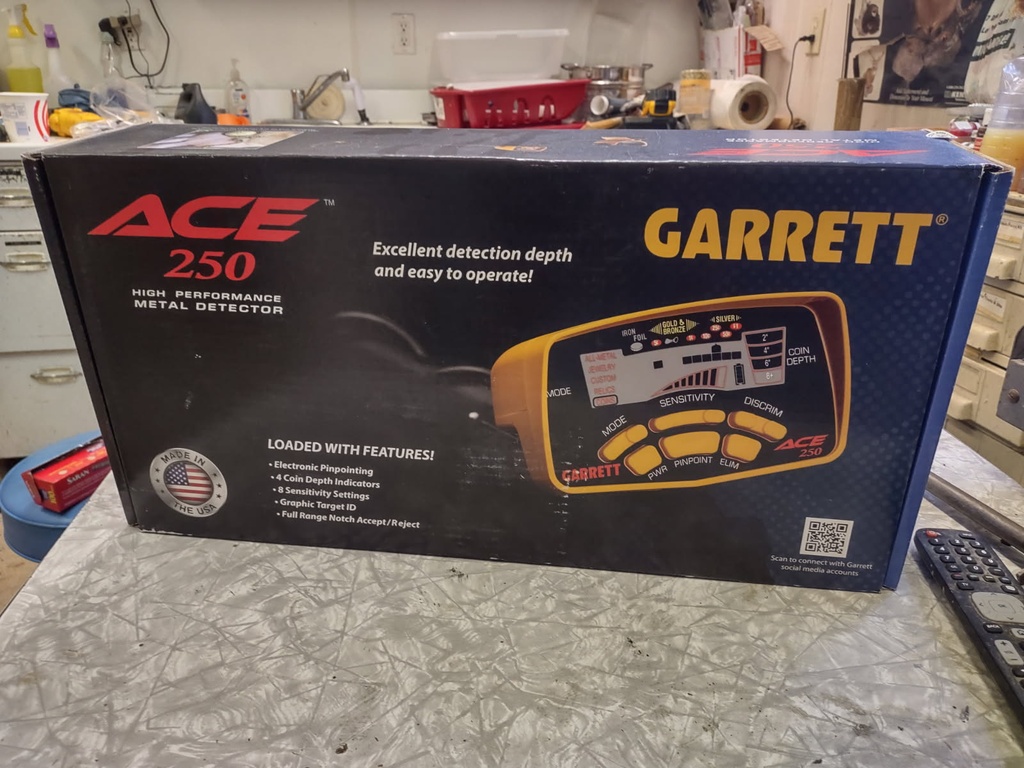 ACE™
250
HIGH PERFORMANCE
METAL DETECTOR
Excellent detection depth
and easy to operate!
GARRETT®
IRON
FOIL
GOLD &
BRONZE
SILVER
2"
4"
6"
8+
COIN
DEPTH
ALL-METAL
JEWELRY
CUSTOM
RELICS
MODE
MODE
SENSITIVITY
DISCRIM
PWR
PINPOINT
ELIM
GARRETT
ACE
250
MADE IN
THE USA
LOADED WITH FEATURES!
• Electronic Pinpointing
• 4 Coin Depth Indicators
• 8 Sensitivity Settings
• Graphic Target ID
• Full Range Notch Accept/Reject
Scan to connect with Garrett
social media accounts